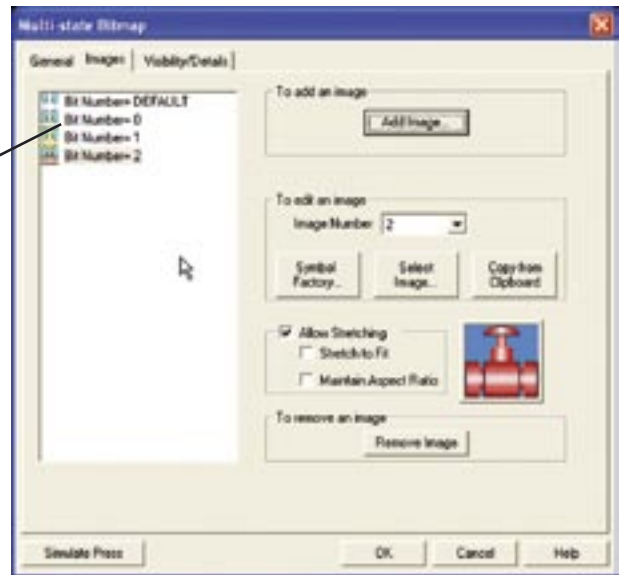 Multi-state Bitmap
General Images Visibility/Details
Bit Number= DEFAULT
Bit Number= 0
Bit Number= 1
Bit Number= 2
To add an image
Add Image...
To edit an image
Image Number 2
Symbol Factory...
Select Image...
Copy from Clipboard
Allow Stretching
Stretch to Fit
Maintain Aspect Ratio
To remove an image
Remove Image
Simulate Press
OK
Cancel
Help